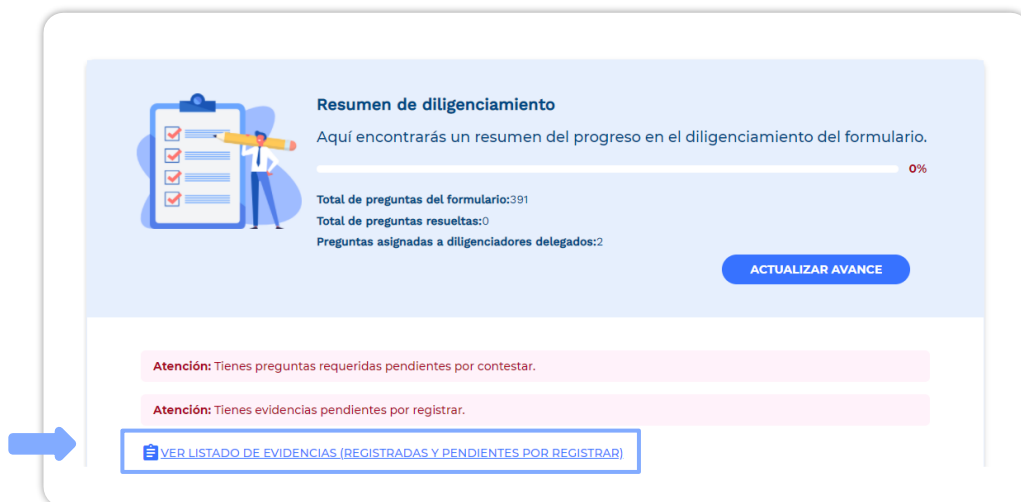 Resumen de diligenciamiento
Aquí encontrarás un resumen del progreso en el diligenciamiento del formulario.
0%
Total de preguntas del formulario:391
Total de preguntas resueltas:0
Preguntas asignadas a diligenciadores delegados:2
ACTUALIZAR AVANCE
Atención: Tienes preguntas requeridas pendientes por contestar.
Atención: Tienes evidencias pendientes por registrar.
VER LISTADO DE EVIDENCIAS (REGISTRADAS Y PENDIENTES POR REGISTRAR)